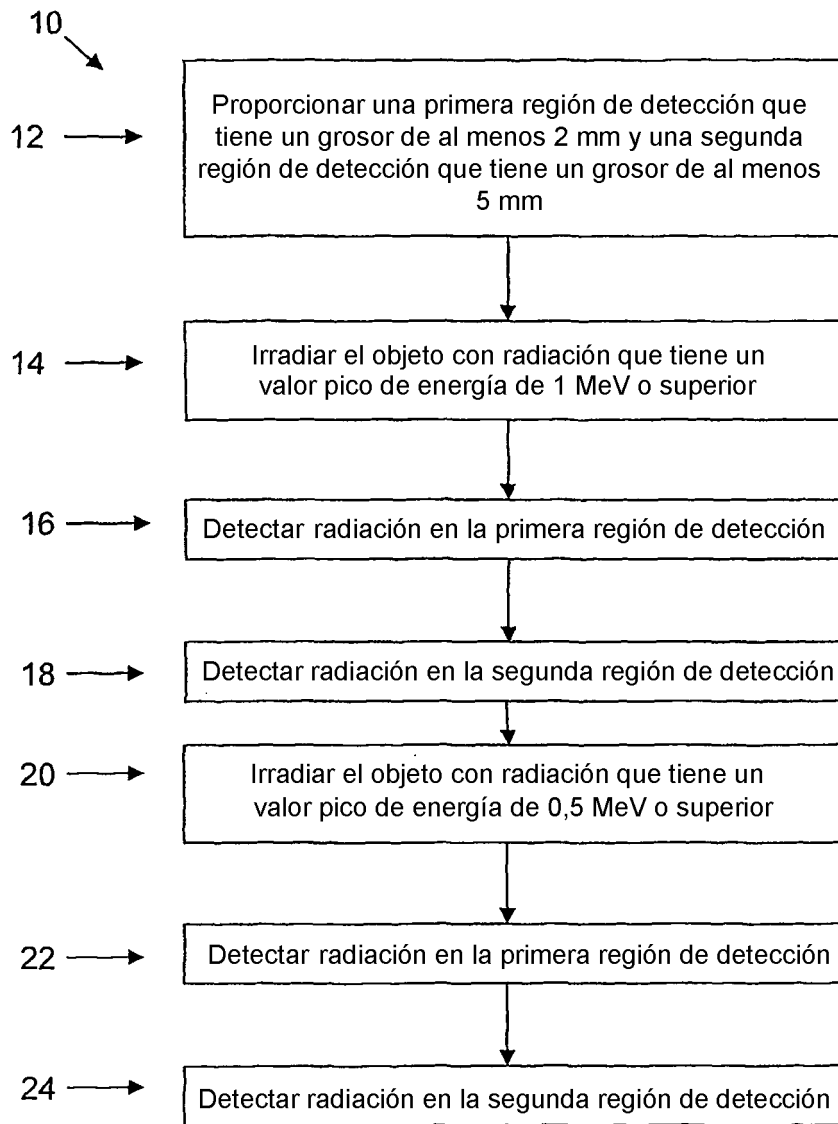 10
12
Proporcionar una primera región de detección que
tiene un grosor de al menos 2 mm y una segunda
región de detección que tiene un grosor de al menos
5 mm
14
Irradiar el objeto con radiación que tiene un
valor pico de energía de 1 MeV o superior
16
Detectar radiación en la primera región de detección
18
Detectar radiación en la segunda región de detección
20
Irradiar el objeto con radiación que tiene un
valor pico de energía de 0,5 MeV o superior
22
Detectar radiación en la primera región de detección
24
Detectar radiación en la segunda región de detección